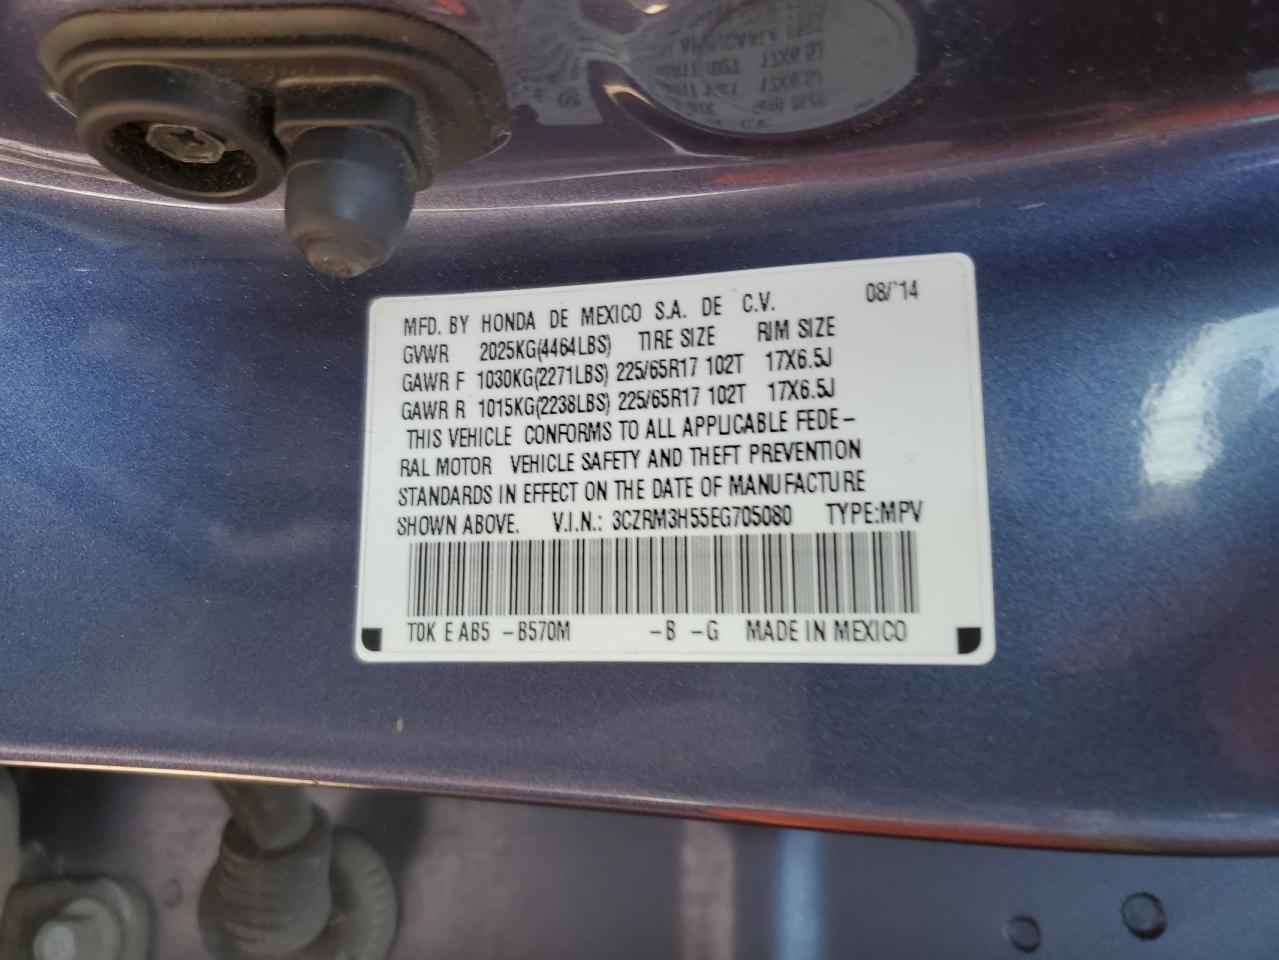 MFD. BY HONDA DE MEXICO S.A. DE C.V. 08/'14
GVWR 2025KG(4464LBS) TIRE SIZE RIM SIZE
GAWR F 1030KG(2271LBS) 225/65R17 102T 17X6.5J
GAWR R 1015KG(2238LBS) 225/65R17 102T 17X6.5J
THIS VEHICLE CONFORMS TO ALL APPLICABLE FEDE-
RAL MOTOR VEHICLE SAFETY AND THEFT PREVENTION
STANDARDS IN EFFECT ON THE DATE OF MANUFACTURE
SHOWN ABOVE. V.I.N.: 3CZRM3H55EG705080 TYPE:MPV
T0K E AB5 -B570M -B -G MADE IN MEXICO